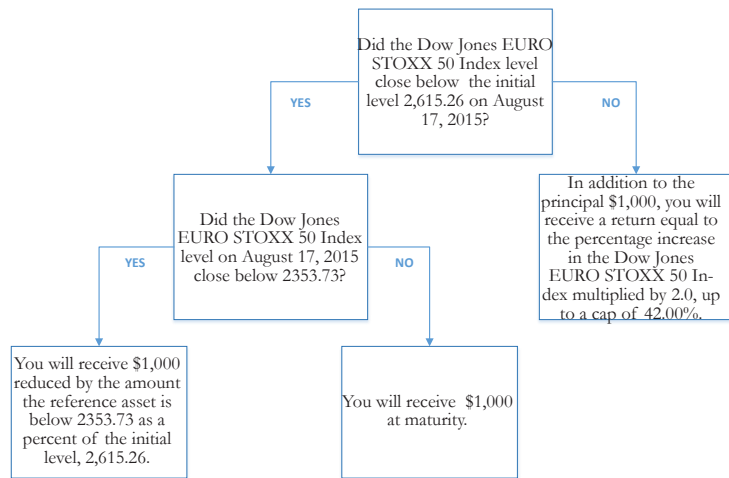 Did the Dow Jones EURO
STOXX 50 Index level
close below the initial
level 2,615.26 on August
17, 2015?
YES
NO
Did the Dow Jones
EURO STOXX 50 Index
level on August 17, 2015
close below 2353.73?
In addition to the
principal $1,000, you will
receive a return equal to
the percentage increase
in the Dow Jones
EURO STOXX 50 In-
dex multiplied by 2.0, up
to a cap of 42.00%.
YES
NO
You will receive $1,000
reduced by the amount
the reference asset is
below 2353.73 as a
percent of the initial
level, 2,615.26.
You will receive $1,000
at maturity.